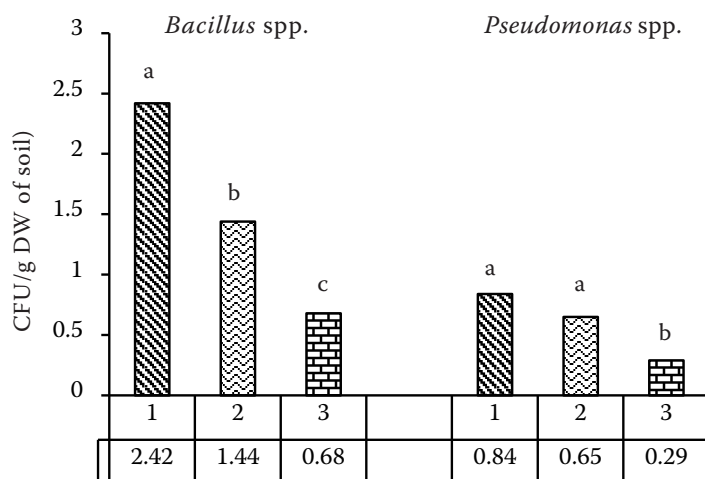 Bacillus spp. Pseudomonas spp.
CFU/g DW of soil)
3
2.5
2
1.5
1
0.5
0
a
b
c
a
a
b
1 2 3 1 2 3
2.42 1.44 0.68 0.84 0.65 0.29